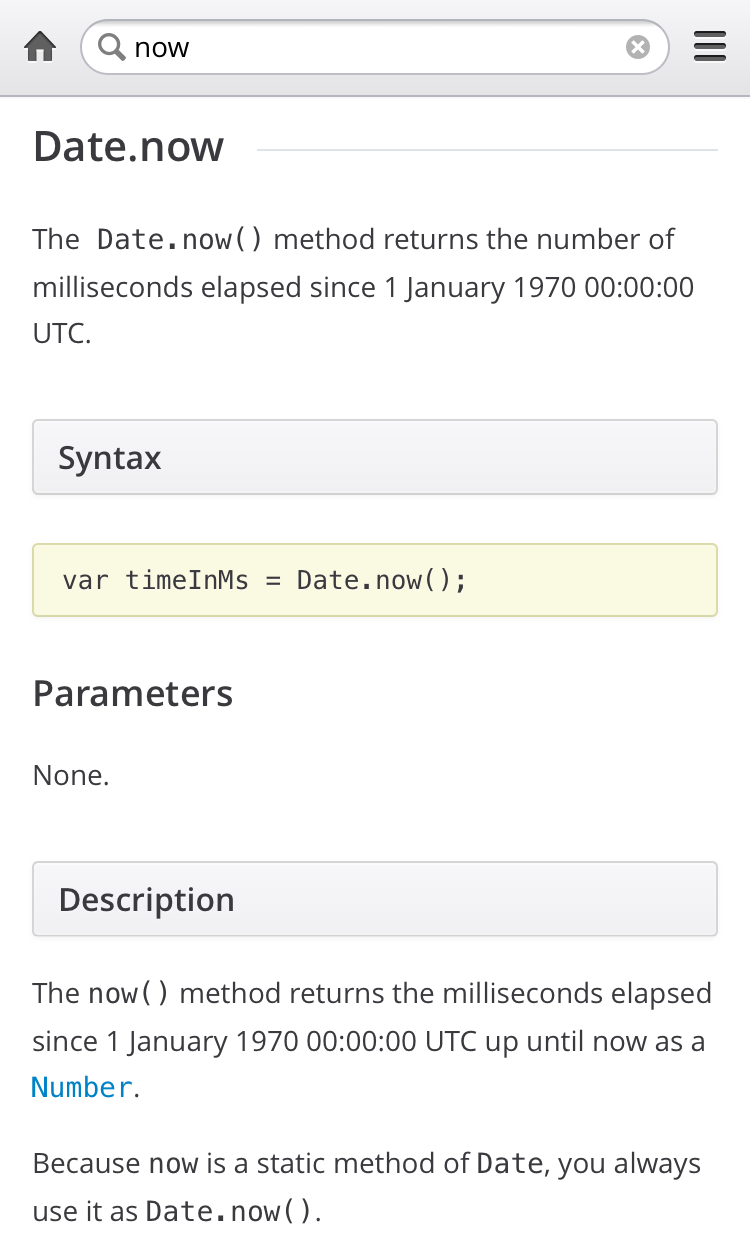 now
Date.now
The Date.now() method returns the number of
milliseconds elapsed since 1 January 1970 00:00:00
UTC.
Syntax
var timeInMs = Date.now();
Parameters
None.
Description
The now() method returns the milliseconds elapsed
since 1 January 1970 00:00:00 UTC up until now as a
Number.
Because now is a static method of Date, you always
use it as Date.now().